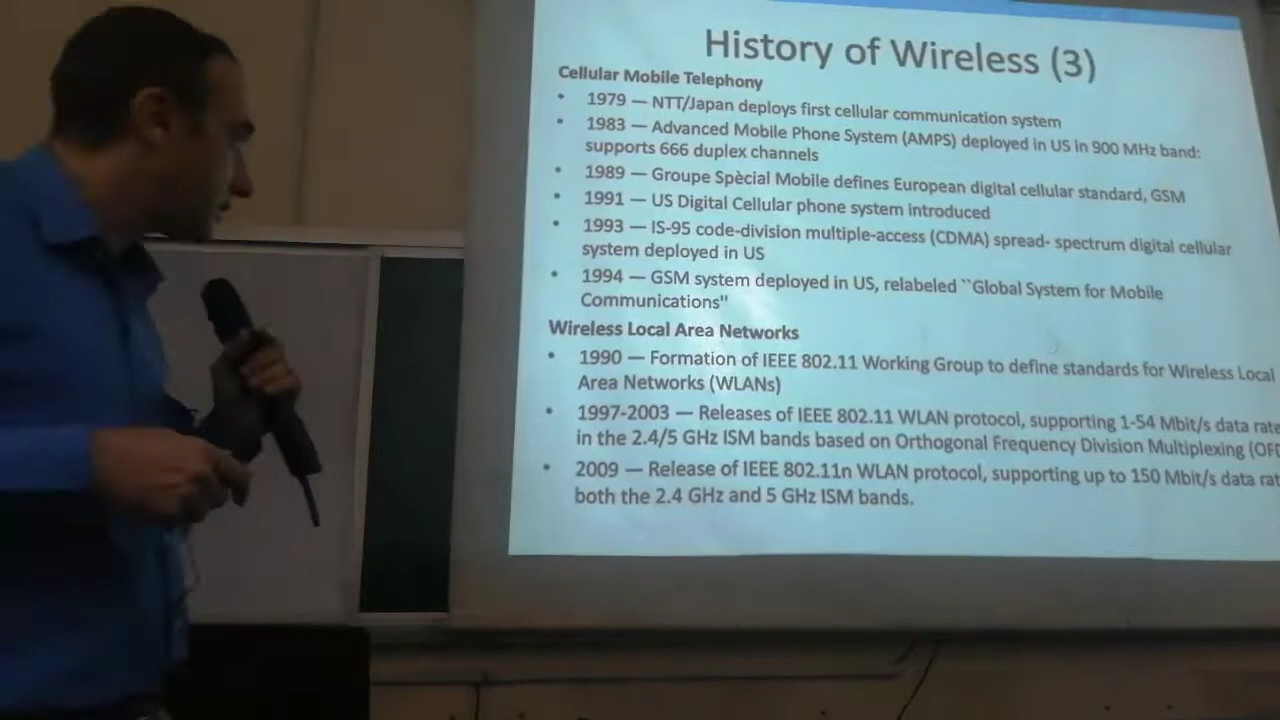 History of Wireless (3)
Cellular Mobile Telephony
• 1979 — NTT/Japan deploys first cellular communication system
• 1983 — Advanced Mobile Phone System (AMPS) deployed in US in 900 MHz band:
supports 666 duplex channels
• 1989 — Groupe Spècial Mobile defines European digital cellular standard, GSM
• 1991 — US Digital Cellular phone system introduced
• 1993 — IS-95 code-division multiple-access (CDMA) spread- spectrum digital cellular
system deployed in US
• 1994 — GSM system deployed in US, relabeled ``Global System for Mobile
Communications"
Wireless Local Area Networks
• 1990 — Formation of IEEE 802.11 Working Group to define standards for Wireless Local
Area Networks (WLANs)
• 1997-2003 — Releases of IEEE 802.11 WLAN protocol, supporting 1-54 Mbit/s data rate
in the 2.4/5 GHz ISM bands based on Orthogonal Frequency Division Multiplexing
• 2009 — Release of IEEE 802.11n WLAN protocol, supporting up to 150 Mbit/s data
both the 2.4 GHz and 5 GHz ISM bands.